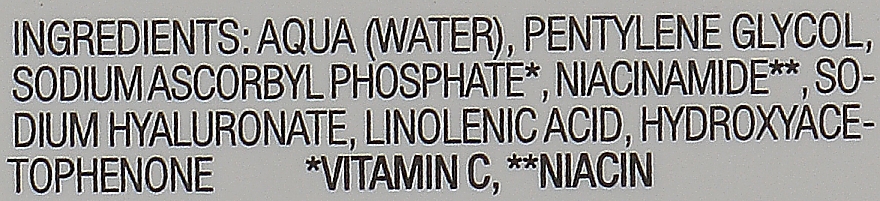 INGREDIENTS: AQUA (WATER), PENTYLENE GLYCOL,
SODIUM ASCORBYL PHOSPHATE*, NIACINAMIDE**, SO-
DIUM HYALURONATE, LINOLENIC ACID, HYDROXYACE-
TOPHENONE *VITAMIN C, **NIACIN